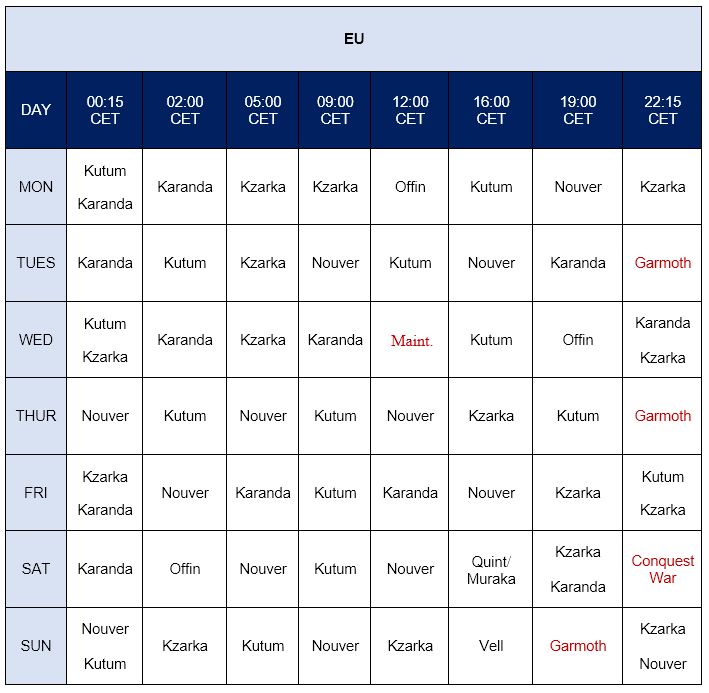 EU
DAY 00:15 CET 02:00 CET 05:00 CET 09:00 CET 12:00 CET 16:00 CET 19:00 CET 22:15 CET
MON Kutum Karanda Karanda Kzarka Kzarka Offin Kutum Nouver Kzarka
TUES Karanda Kutum Kzarka Nouver Kutum Nouver Karanda Garmoth
WED Kutum Kzarka Karanda Kzarka Karanda Maint. Kutum Offin Karanda Kzarka
THUR Nouver Kutum Nouver Kutum Nouver Kzarka Kutum Garmoth
FRI Kzarka Karanda Nouver Karanda Kutum Karanda Nouver Kzarka Kutum Kzarka
SAT Karanda Offin Nouver Kutum Nouver Quint/ Muraka Kzarka Karanda Conquest War
SUN Nouver Kutum Kzarka Kutum Nouver Kzarka Vell Garmoth Kzarka Nouver